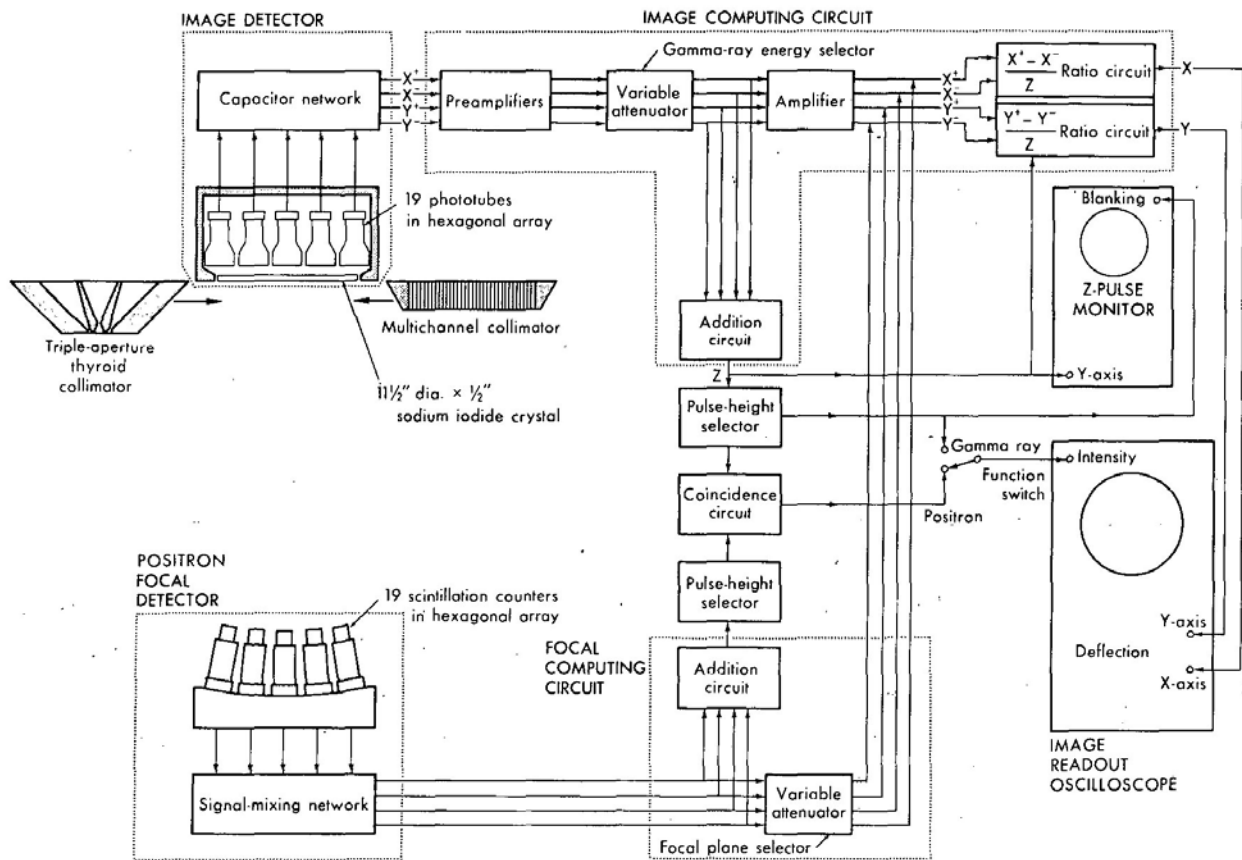 IMAGE DETECTOR
IMAGE COMPUTING CIRCUIT
Gamma-ray energy selector
Capacitor network
X+
X-
Y+
Y-
Preamplifiers
Variable
attenuator
Amplifier
X+
X-
Y+
Y-
X+ - X-
Z
Ratio circuit
X
Y+ - Y-
Z
Ratio circuit
Y
19 phototubes
in hexagonal array
Blanking
Z-PULSE
MONITOR
Y-axis
Triple-aperture
thyroid
collimator
Multichannel collimator
11½" dia. × ½"
sodium iodide crystal
Addition
circuit
Z
Pulse-height
selector
Gamma ray
Function
switch
Positron
Intensity
Coincidence
circuit
Pulse-height
selector
POSITRON
FOCAL
DETECTOR
19 scintillation counters
in hexagonal array
FOCAL
COMPUTING
CIRCUIT
Addition
circuit
Y-axis
Deflection
X-axis
IMAGE
READOUT
OSCILLOSCOPE
Signal-mixing network
Variable
attenuator
Focal plane selector